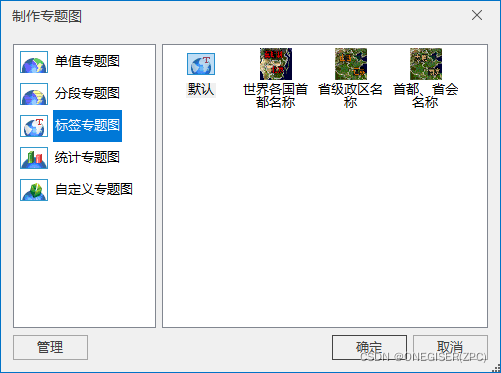 制作专题图
单值专题图
分段专题图
标签专题图
统计专题图
自定义专题图
默认
世界各国首
都名称
省级政区名
称
首都、省会
名称
管理
确定
取消
CSDN @ONEGISER(ZPC)